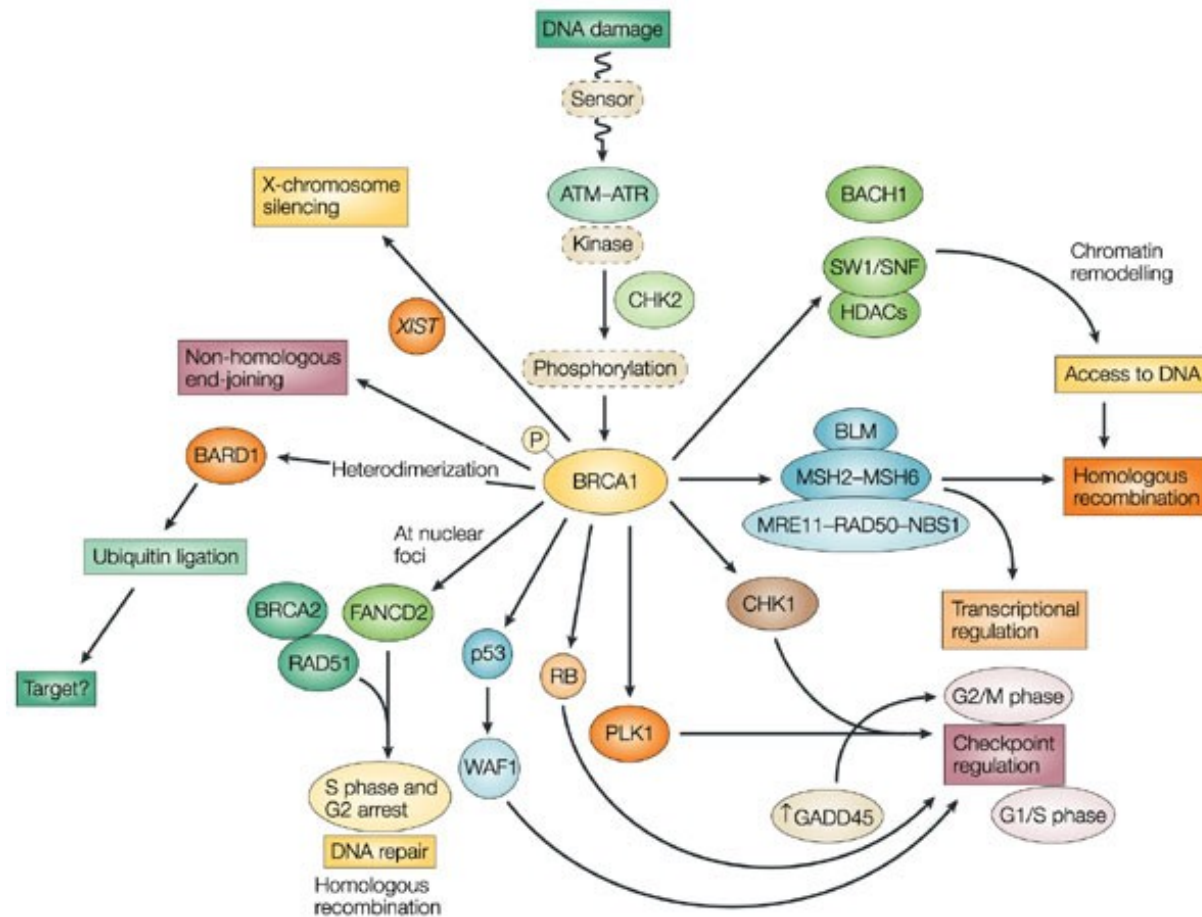 DNA damage
Sensor
ATM–ATR
Kinase
CHK2
Phosphorylation
P
BRCA1
X-chromosome
silencing
XIST
Non-homologous
end-joining
BARD1
Heterodimerization
Ubiquitin ligation
Target?
At nuclear
foci
BRCA2
RAD51
FANCD2
S phase and
G2 arrest
DNA repair
Homologous
recombination
p53
WAF1
RB
PLK1
CHK1
↑GADD45
BACH1
SW1/SNF
HDACs
Chromatin
remodelling
Access to DNA
BLM
MSH2–MSH6
MRE11–RAD50–NBS1
Homologous
recombination
Transcriptional
regulation
G2/M phase
Checkpoint
regulation
G1/S phase